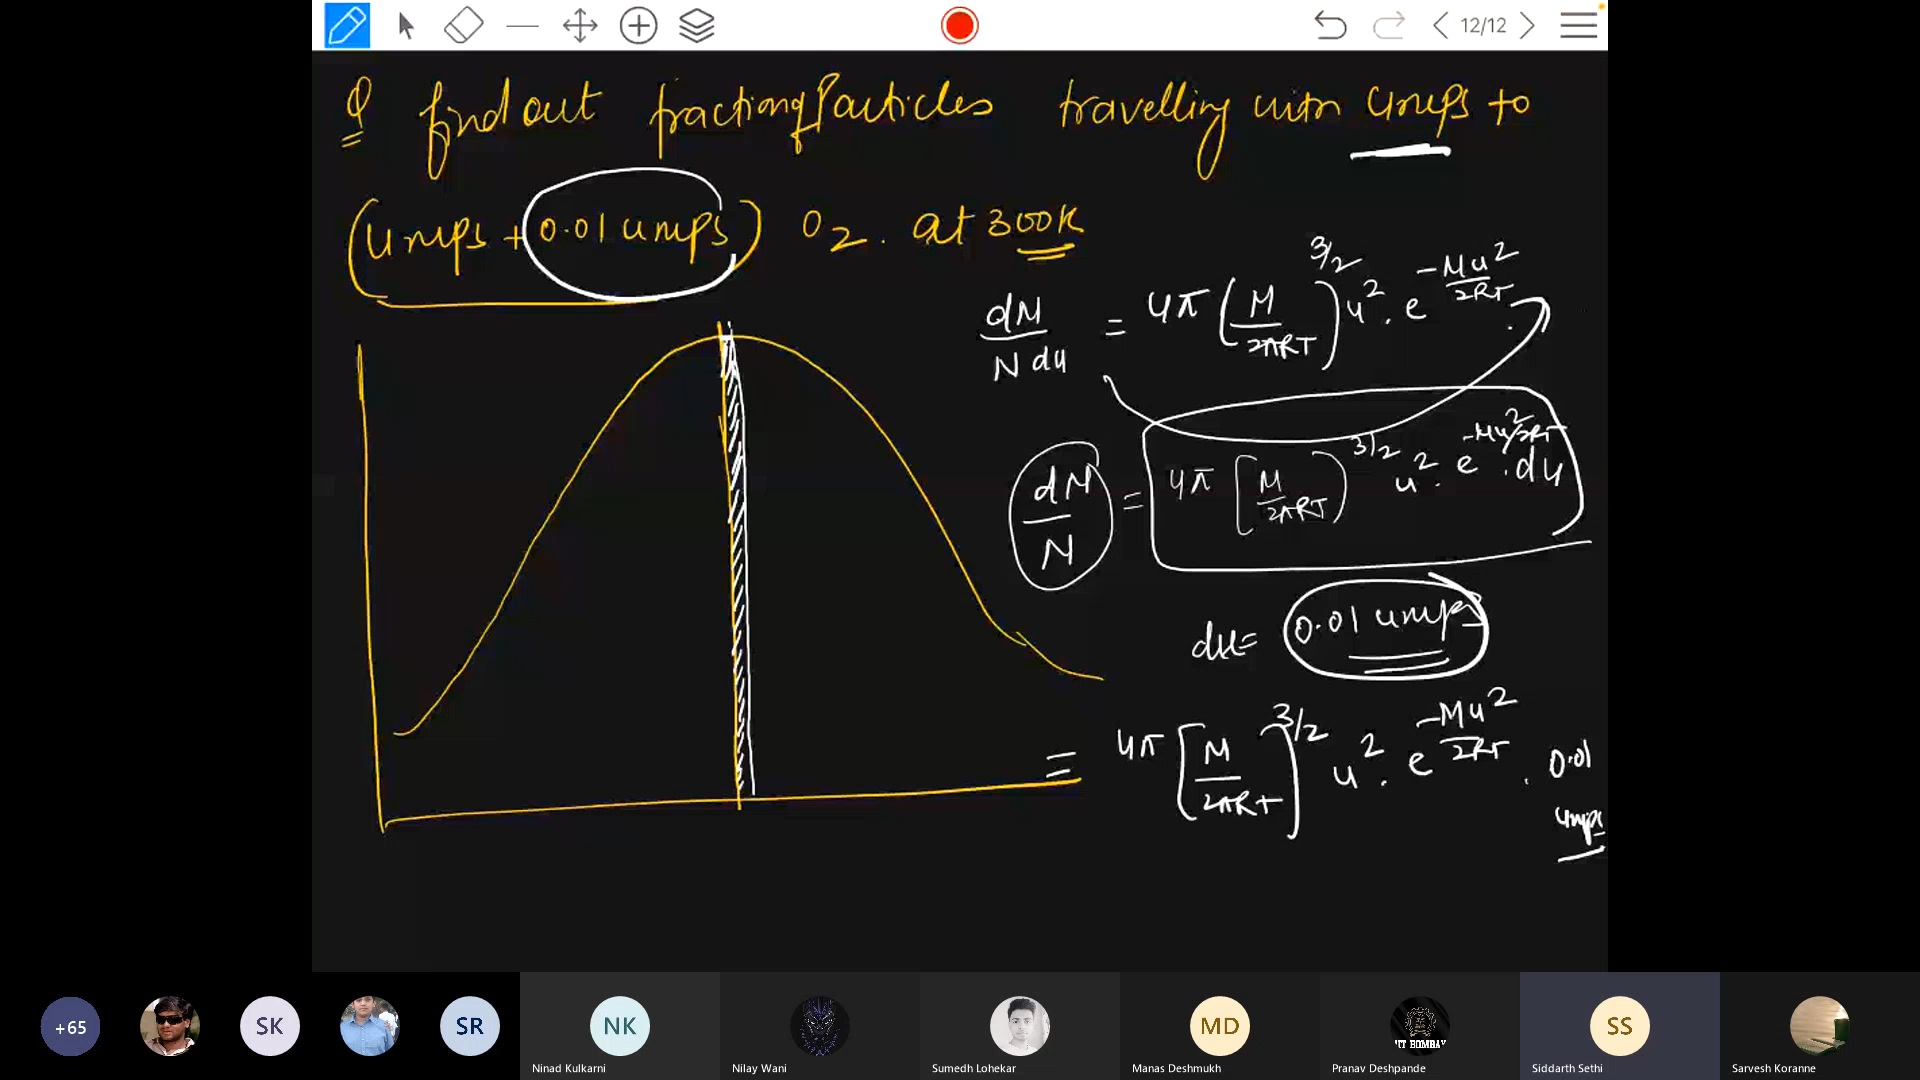 12/12
Q find out fraction of Particles travelling with Umps to
(Umps + 0.01 Umps) O2. at 300K
dN/N du = 4π (M/2πRT)^3/2 u^2. e^-Mu^2/2RT
dN/N = 4π [M/2πRT]^3/2 u^2. e^-Mu^2/2RT . du
du = 0.01 umps
= 4π [M/2πRT]^3/2 u^2. e^-Mu^2/2RT . 0.01
umps
+65
SK
SR
NK
MD
IIT BOMBAY
SS
Ninad Kulkarni
Nilay Wani
Sumedh Lohekar
Manas Deshmukh
Pranav Deshpande
Siddarth Sethi
Sarvesh Koranne